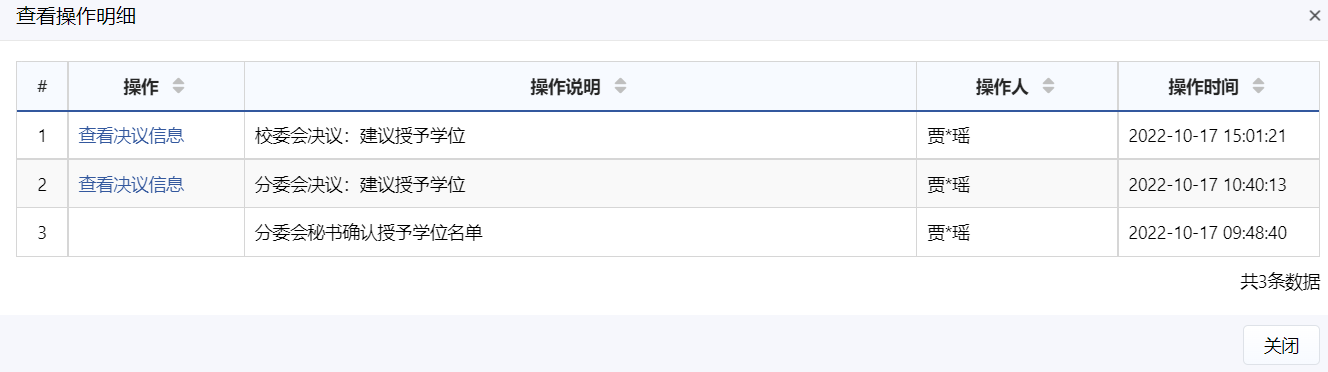 查看操作明细 ×
# 操作 操作说明 操作人 操作时间
1 查看决议信息 校委会决议：建议授予学位 贾*瑶 2022-10-17 15:01:21
2 查看决议信息 分委会决议：建议授予学位 贾*瑶 2022-10-17 10:40:13
3 分委会秘书确认授予学位名单 贾*瑶 2022-10-17 09:48:40
共3条数据
关闭